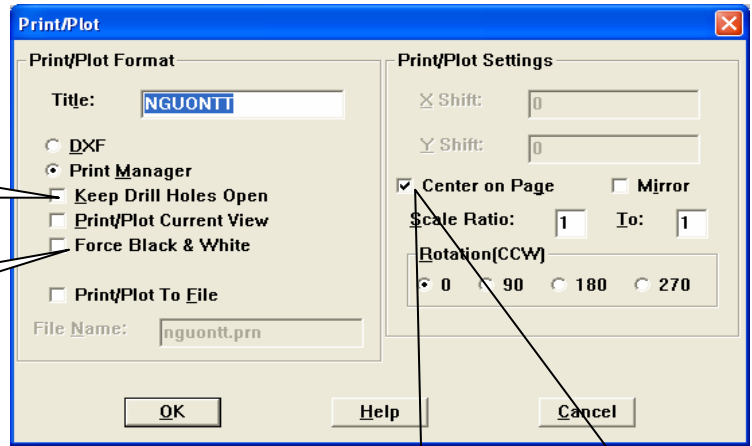 Print/Plot
Print/Plot Format
Title: NGUONTT
DXF
Print Manager
Keep Drill Holes Open
Print/Plot Current View
Force Black & White
Print/Plot To File
File Name: nguontt.prn
Print/Plot Settings
X Shift: 0
Y Shift: 0
Center on Page Mirror
Scale Ratio: 1 To: 1
Rotation(CCW)
0 90 180 270
OK Help Cancel